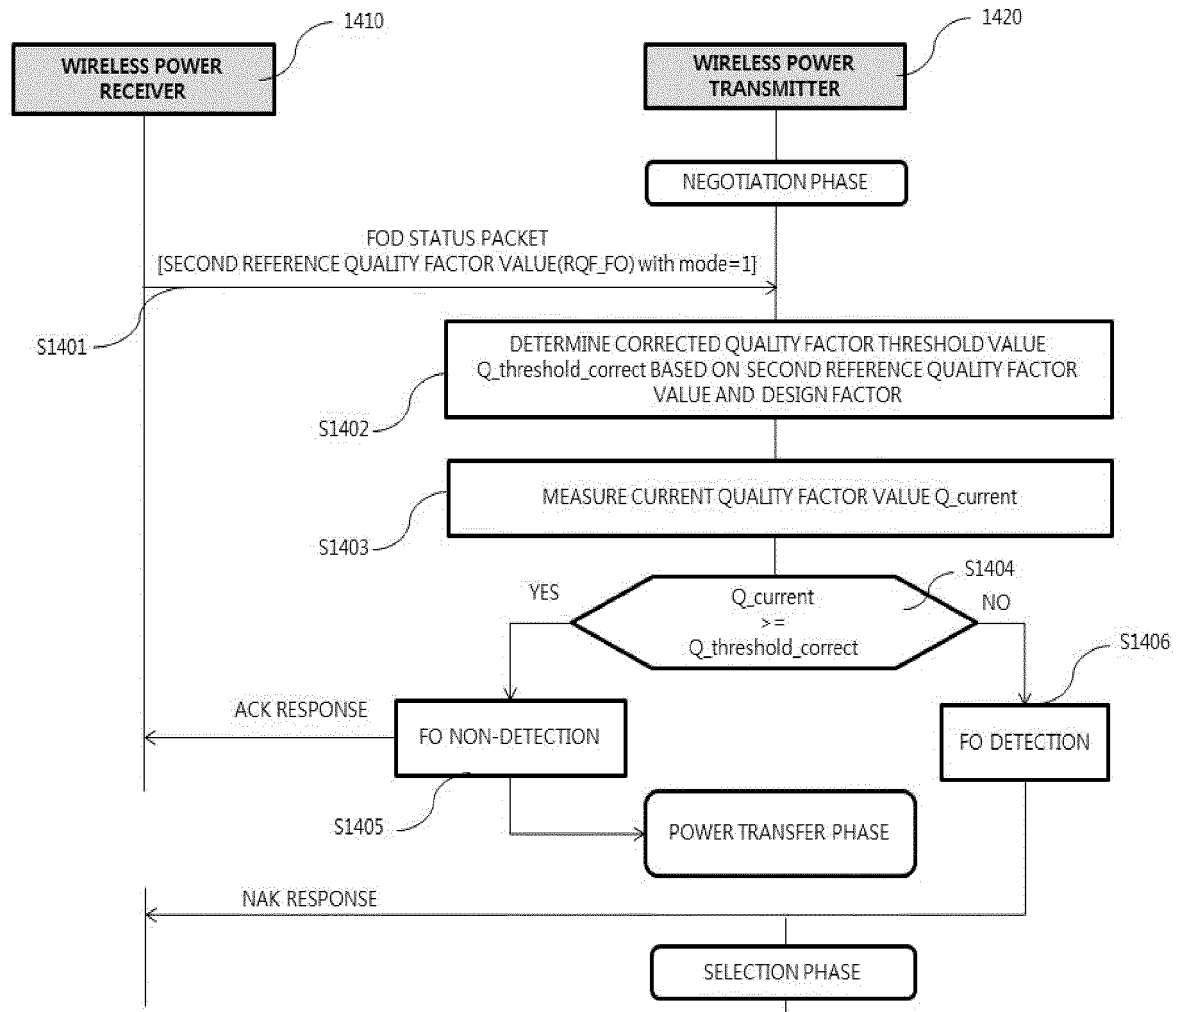 1410
1420
WIRELESS POWER
RECEIVER
WIRELESS POWER
TRANSMITTER
NEGOTIATION PHASE
FOD STATUS PACKET
[SECOND REFERENCE QUALITY FACTOR VALUE(RQF_FO) with mode=1]
S1401
DETERMINE CORRECTED QUALITY FACTOR THRESHOLD VALUE
Q_threshold_correct BASED ON SECOND REFERENCE QUALITY FACTOR
VALUE AND DESIGN FACTOR
S1402
MEASURE CURRENT QUALITY FACTOR VALUE Q_current
S1403
S1404
YES
Q_current
>=
Q_threshold_correct
NO
S1406
ACK RESPONSE
FO NON-DETECTION
FO DETECTION
S1405
POWER TRANSFER PHASE
NAK RESPONSE
SELECTION PHASE